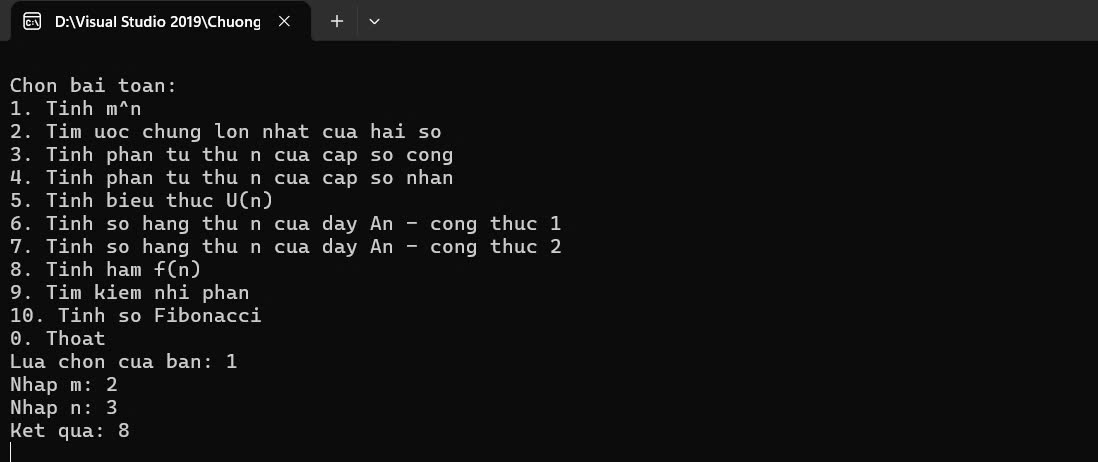 D:\Visual Studio 2019\Chuong
Chon bai toan:
1. Tinh m^n
2. Tim uoc chung lon nhat cua hai so
3. Tinh phan tu thu n cua cap so cong
4. Tinh phan tu thu n cua cap so nhan
5. Tinh bieu thuc U(n)
6. Tinh so hang thu n cua day An - cong thuc 1
7. Tinh so hang thu n cua day An - cong thuc 2
8. Tinh ham f(n)
9. Tim kiem nhi phan
10. Tinh so Fibonacci
0. Thoat
Lua chon cua ban: 1
Nhap m: 2
Nhap n: 3
Ket qua: 8